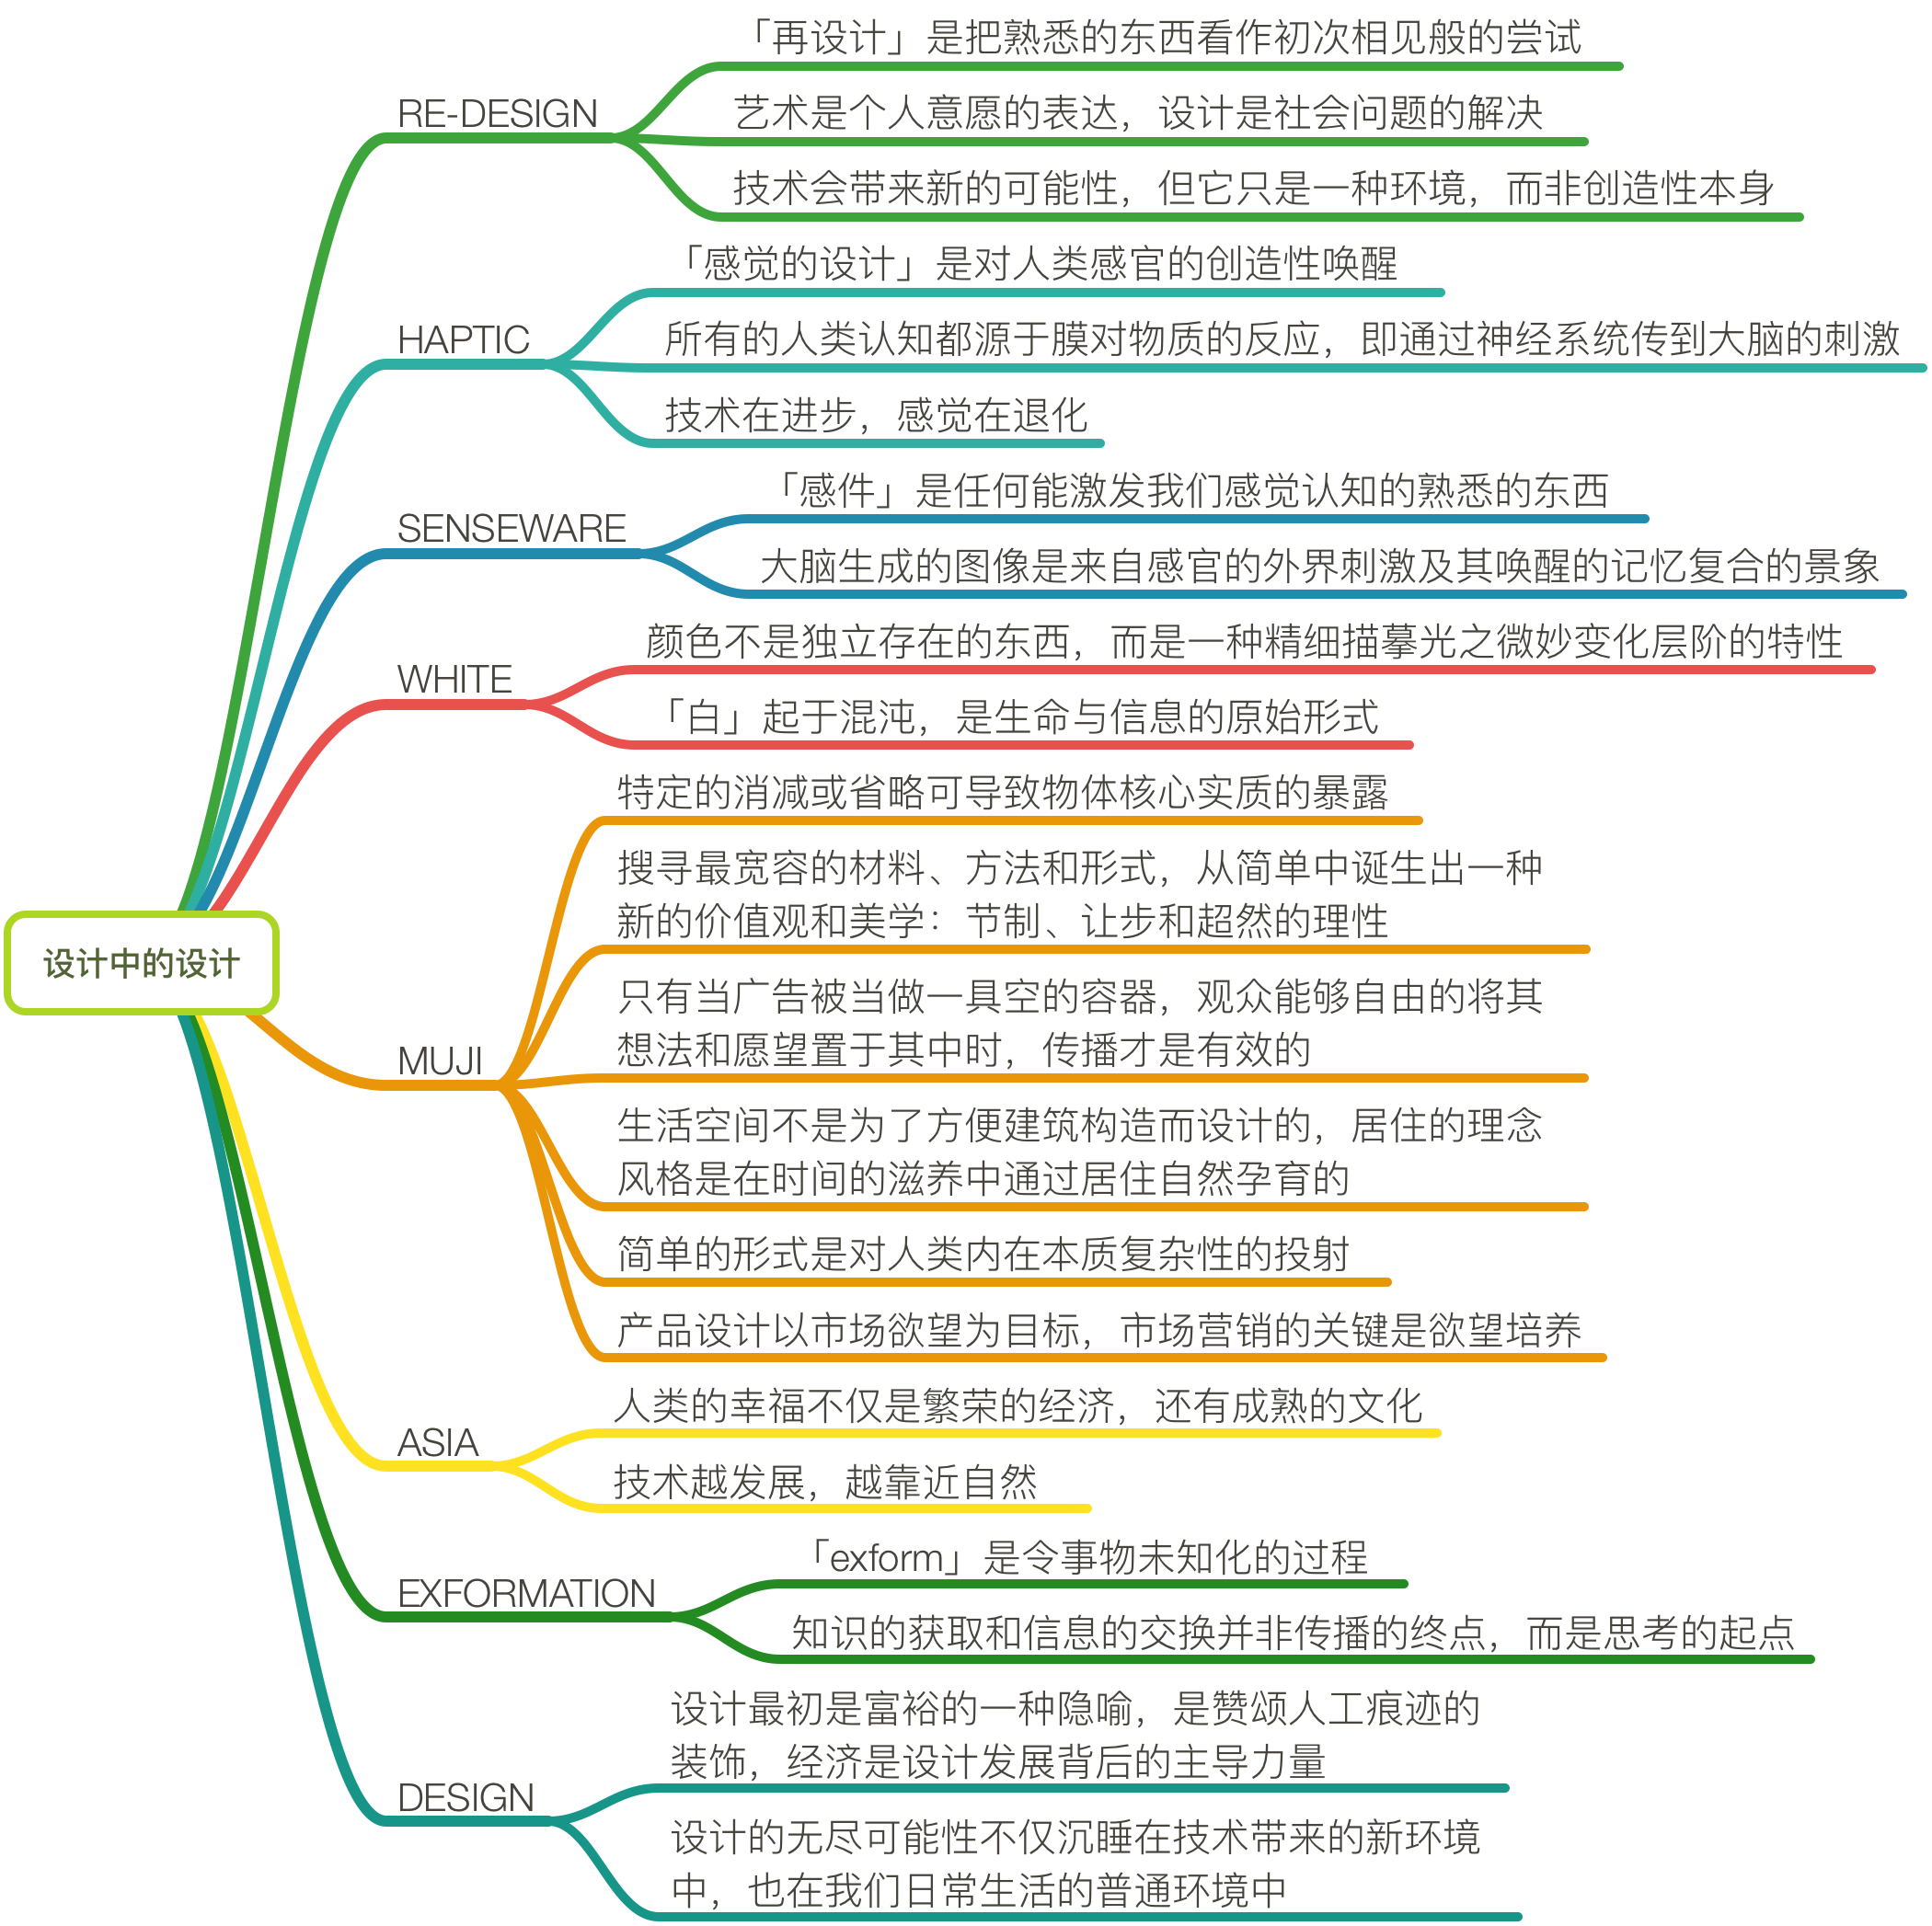 设计中的设计
RE-DESIGN
「再设计」是把熟悉的东西看作初次相见般的尝试
艺术是个人意愿的表达，设计是社会问题的解决
技术会带来新的可能性，但它只是一种环境，而非创造性本身
HAPTIC
「感觉的设计」是对人类感官的创造性唤醒
所有的人类认知都源于膜对物质的反应，即通过神经系统传到大脑的刺激
技术在进步，感觉在退化
SENSEWARE
「感件」是任何能激发我们感觉认知的熟悉的东西
大脑生成的图像是来自感官的外界刺激及其唤醒的记忆复合的景象
WHITE
颜色不是独立存在的东西，而是一种精细描摹光之微妙变化层阶的特性
「白」起于混沌，是生命与信息的原始形式
MUJI
特定的消减或省略可导致物体核心实质的暴露
搜寻最宽容的材料、方法和形式，从简单中诞生出一种
新的价值观和美学：节制、让步和超然的理性
只有当广告被当做一具空的容器，观众能够自由的将其
想法和愿望置于其中时，传播才是有效的
生活空间不是为了方便建筑构造而设计的，居住的理念
风格是在时间的滋养中通过居住自然孕育的
简单的形式是对人类内在本质复杂性的投射
产品设计以市场欲望为目标，市场营销的关键是欲望培养
ASIA
人类的幸福不仅是繁荣的经济，还有成熟的文化
技术越发展，越靠近自然
EXFORMATION
「exform」是令事物未知化的过程
知识的获取和信息的交换并非传播的终点，而是思考的起点
DESIGN
设计最初是富裕的一种隐喻，是赞颂人工痕迹的
装饰，经济是设计发展背后的主导力量
设计的无尽可能性不仅沉睡在技术带来的新环境
中，也在我们日常生活的普通环境中